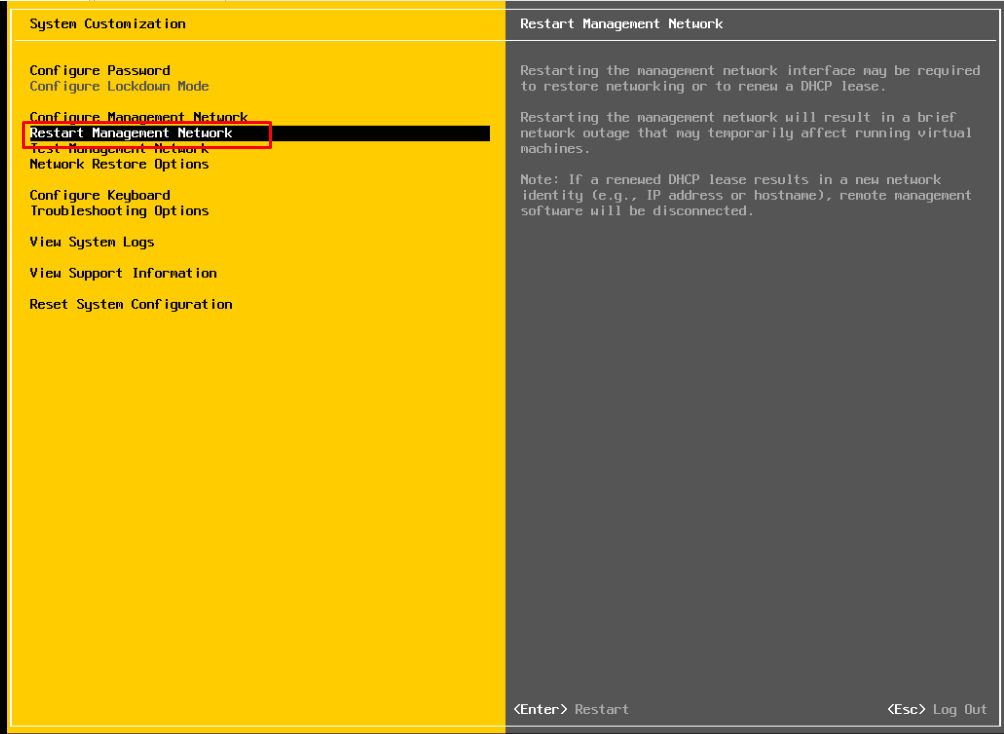 System Customization
Configure Password
Configure Lockdown Mode
Configure Management Network
Restart Management Network
Test Management Network
Network Restore Options
Configure Keyboard
Troubleshooting Options
View System Logs
View Support Information
Reset System Configuration
Restart Management Network
Restarting the management network interface may be required
to restore networking or to renew a DHCP lease.
Restarting the management network will result in a brief
network outage that may temporarily affect running virtual
machines.
Note: If a renewed DHCP lease results in a new network
identity (e.g., IP address or hostname), remote management
software will be disconnected.
<Enter> Restart
<Esc> Log Out